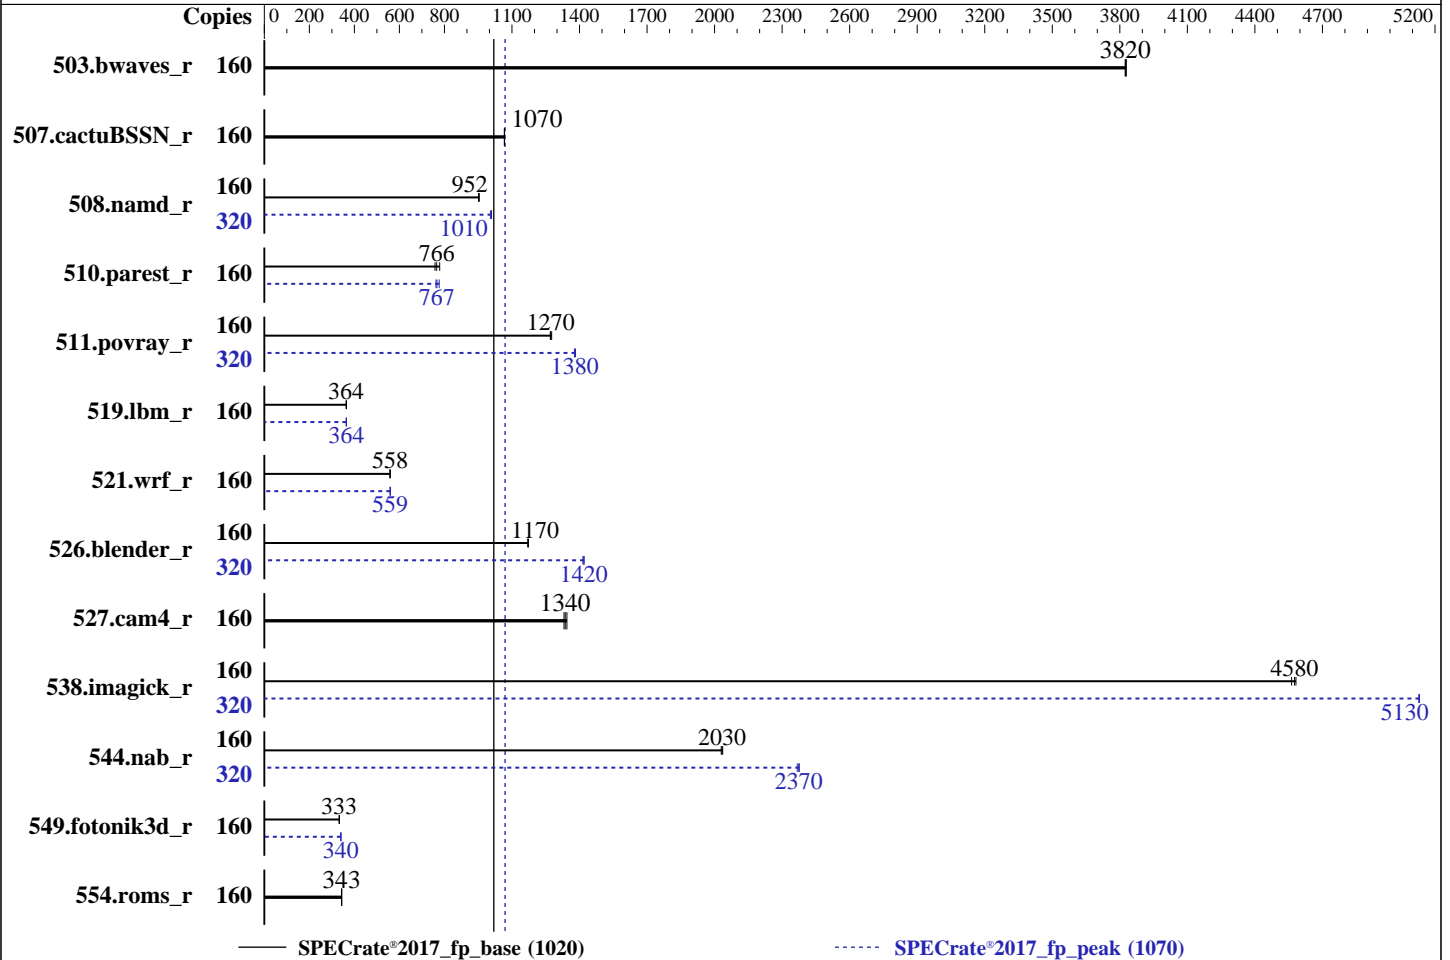 Copies 0 200 400 600 800 1100 1400 1700 2000 2300 2600 2900 3200 3500 3800 4100 4400 4700 5200
3820
503.bwaves_r 160
1070
507.cactuBSSN_r 160
160 952
508.namd_r
320 1010
766
510.parest_r 160
767
160 1270
511.povray_r
320 1380
364
519.lbm_r 160
364
558
521.wrf_r 160
559
160 1170
526.blender_r
320 1420
1340
527.cam4_r 160
160 4580
538.imagick_r
320 5130
160 2030
544.nab_r
320 2370
333
549.fotonik3d_r 160
340
343
554.roms_r 160
SPECrate®2017_fp_base (1020) SPECrate®2017_fp_peak (1070)